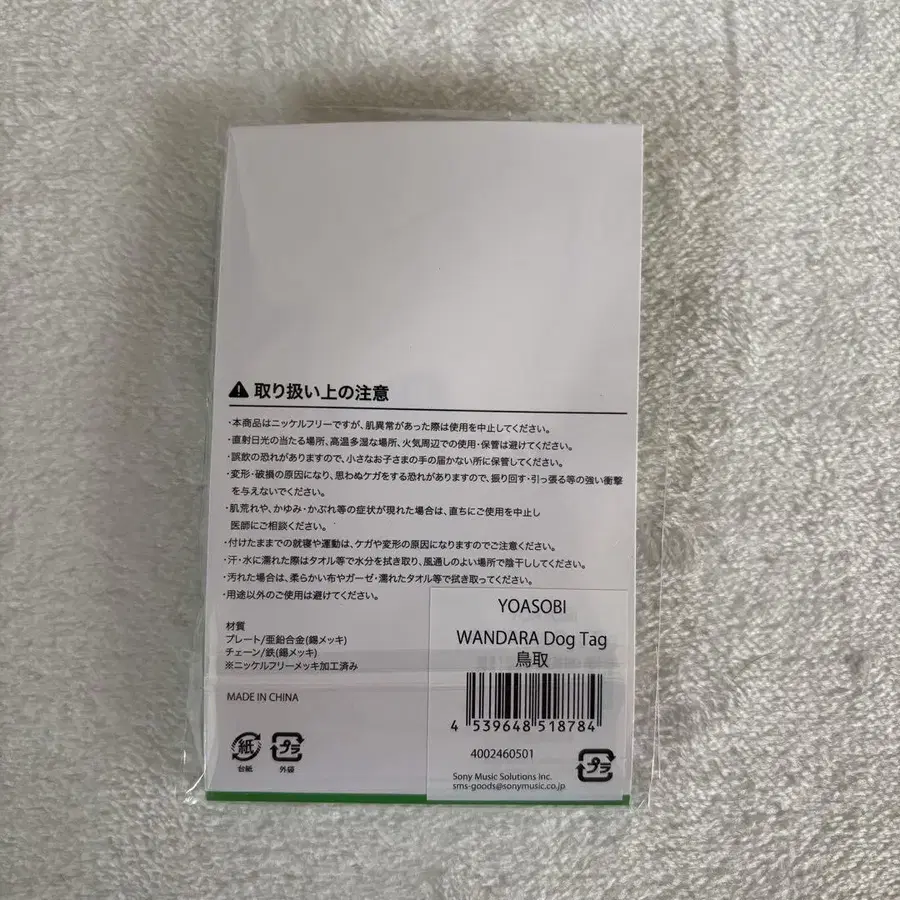 取り扱い上の注意
・本商品はニッケルフリーですが、肌異常があった際は使用を中止してください。
・直射日光の当たる場所、高温多湿な場所、火気周辺での使用・保管は避けてください。
・誤飲の恐れがありますので、小さなお子さまの手の届かない所に保管してください。
・変形・破損の原因になり、思わぬケガをする恐れがありますので、振り回す・引っ張る等の強い衝撃
を与えないでください。
・肌荒れや、かゆみ・かぶれ等の症状が現れた場合は、直ちにご使用を中止し
医師にご相談ください。
・付けたままでの就寝や運動は、ケガや変形の原因になりますのでご注意ください。
・汗・水に濡れた際はタオル等で水分を拭き取り、風通しのよい場所で陰干ししてください。
・汚れた場合は、柔らかい布やガーゼ・濡れたタオル等で拭き取ってください。
・用途以外のご使用は避けてください。
材質
プレート/亜鉛合金(錫メッキ)
チェーン/鉄(錫メッキ)
※ニッケルフリーメッキ加工済み
MADE IN CHINA
紙
台紙
プラ
外袋
YOASOBI
WANDARA Dog Tag
鳥取
4 539648 518784
4002460501
Sony Music Solutions Inc.
sms-goods@sonymusic.co.jp
プラ